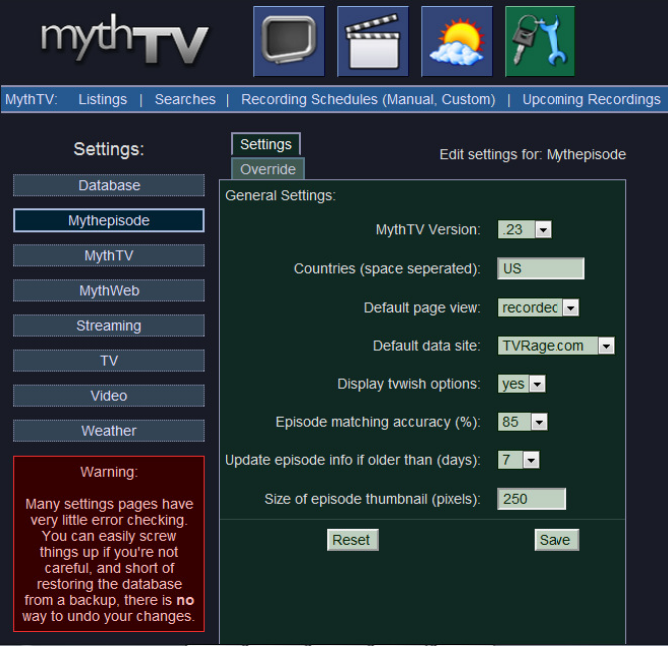 mythTV
MythTV: Listings | Searches | Recording Schedules (Manual, Custom) | Upcoming Recordings
Settings:
Database
Mythepisode
MythTV
MythWeb
Streaming
TV
Video
Weather
Warning:
Many settings pages have
very little error checking.
You can easily screw
things up if you're not
careful, and short of
restoring the database
from a backup, there is no
way to undo your changes.
Settings
Override
Edit settings for: Mythepisode
General Settings:
MythTV Version: .23
Countries (space seperated): US
Default page view: recorded
Default data site: TVRage.com
Display tvwish options: yes
Episode matching accuracy (%): 85
Update episode info if older than (days): 7
Size of episode thumbnail (pixels): 250
Reset Save